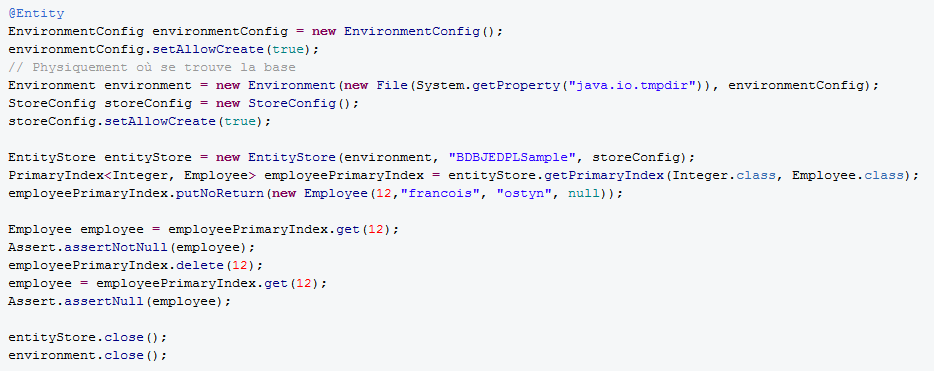 @Entity
EnvironmentConfig environmentConfig = new EnvironmentConfig();
environmentConfig.setAllowCreate(true);
// Physiquement où se trouve la base
Environment environment = new Environment(new File(System.getProperty("java.io.tmpdir")), environmentConfig);
StoreConfig storeConfig = new StoreConfig();
storeConfig.setAllowCreate(true);
EntityStore entityStore = new EntityStore(environment, "BDBJEDPLSample", storeConfig);
PrimaryIndex<Integer, Employee> employeePrimaryIndex = entityStore.getPrimaryIndex(Integer.class, Employee.class);
employeePrimaryIndex.putNoReturn(new Employee(12,"francois", "ostyn", null));
Employee employee = employeePrimaryIndex.get(12);
Assert.assertNotNull(employee);
employeePrimaryIndex.delete(12);
employee = employeePrimaryIndex.get(12);
Assert.assertNull(employee);
entityStore.close();
environment.close();